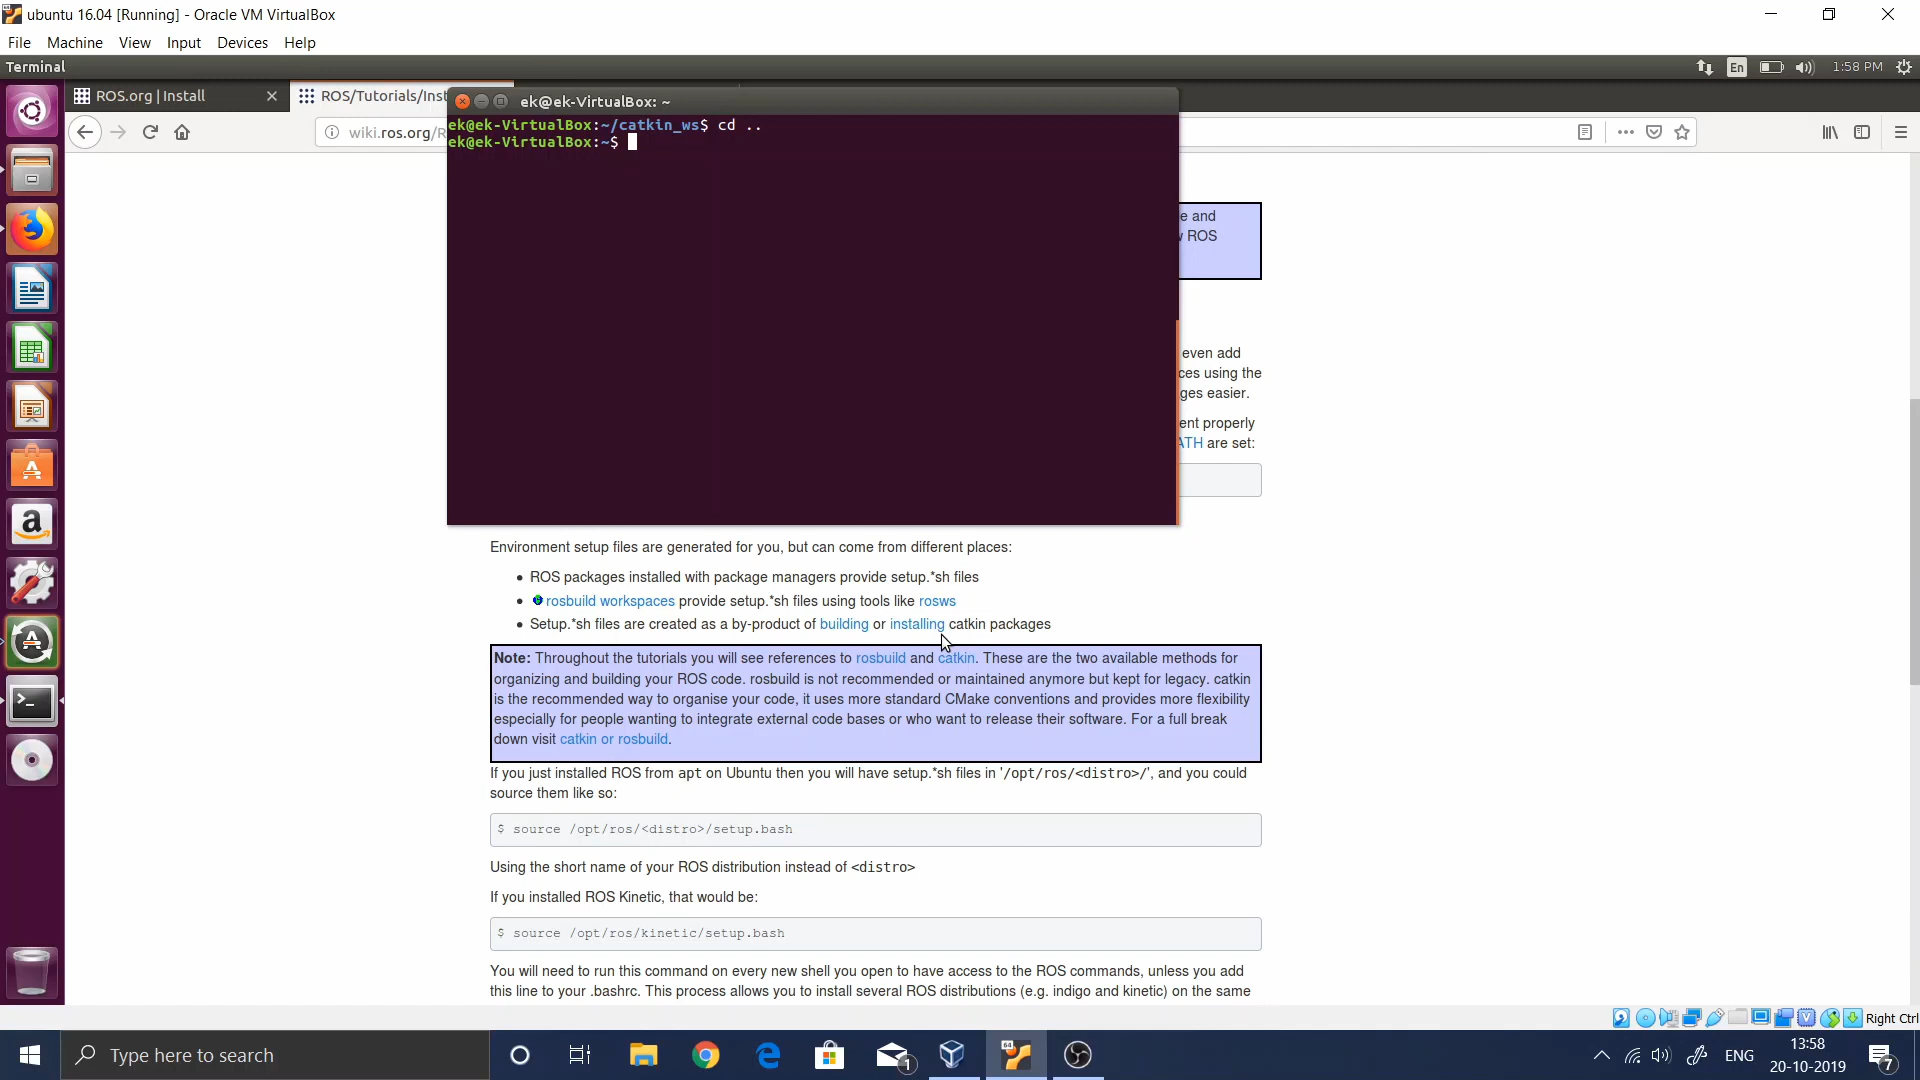 ubuntu 16.04 [Running] - Oracle VM VirtualBox
File Machine View Input Devices Help
Terminal
En
1:58 PM
ROS.org | Install
ROS/Tutorials/Inst
ek@ek-VirtualBox: ~
wiki.ros.org/R
ek@ek-VirtualBox:~/catkin_ws$ cd ..
ek@ek-VirtualBox:~$
e and
ROS
even add
ces using the
ges easier.
ent properly
ATH are set:
Environment setup files are generated for you, but can come from different places:
ROS packages installed with package managers provide setup.*sh files
rosbuild workspaces provide setup.*sh files using tools like rosws
Setup.*sh files are created as a by-product of building or installing catkin packages
Note: Throughout the tutorials you will see references to rosbuild and catkin. These are the two available methods for
organizing and building your ROS code. rosbuild is not recommended or maintained anymore but kept for legacy. catkin
is the recommended way to organise your code, it uses more standard CMake conventions and provides more flexibility
especially for people wanting to integrate external code bases or who want to release their software. For a full break
down visit catkin or rosbuild.
If you just installed ROS from apt on Ubuntu then you will have setup.*sh files in '/opt/ros/<distro>/', and you could
source them like so:
$ source /opt/ros/<distro>/setup.bash
Using the short name of your ROS distribution instead of <distro>
If you installed ROS Kinetic, that would be:
$ source /opt/ros/kinetic/setup.bash
You will need to run this command on every new shell you open to have access to the ROS commands, unless you add
this line to your .bashrc. This process allows you to install several ROS distributions (e.g. indigo and kinetic) on the same
Right Ctrl
Type here to search
1
64
ENG
13:58
20-10-2019
7